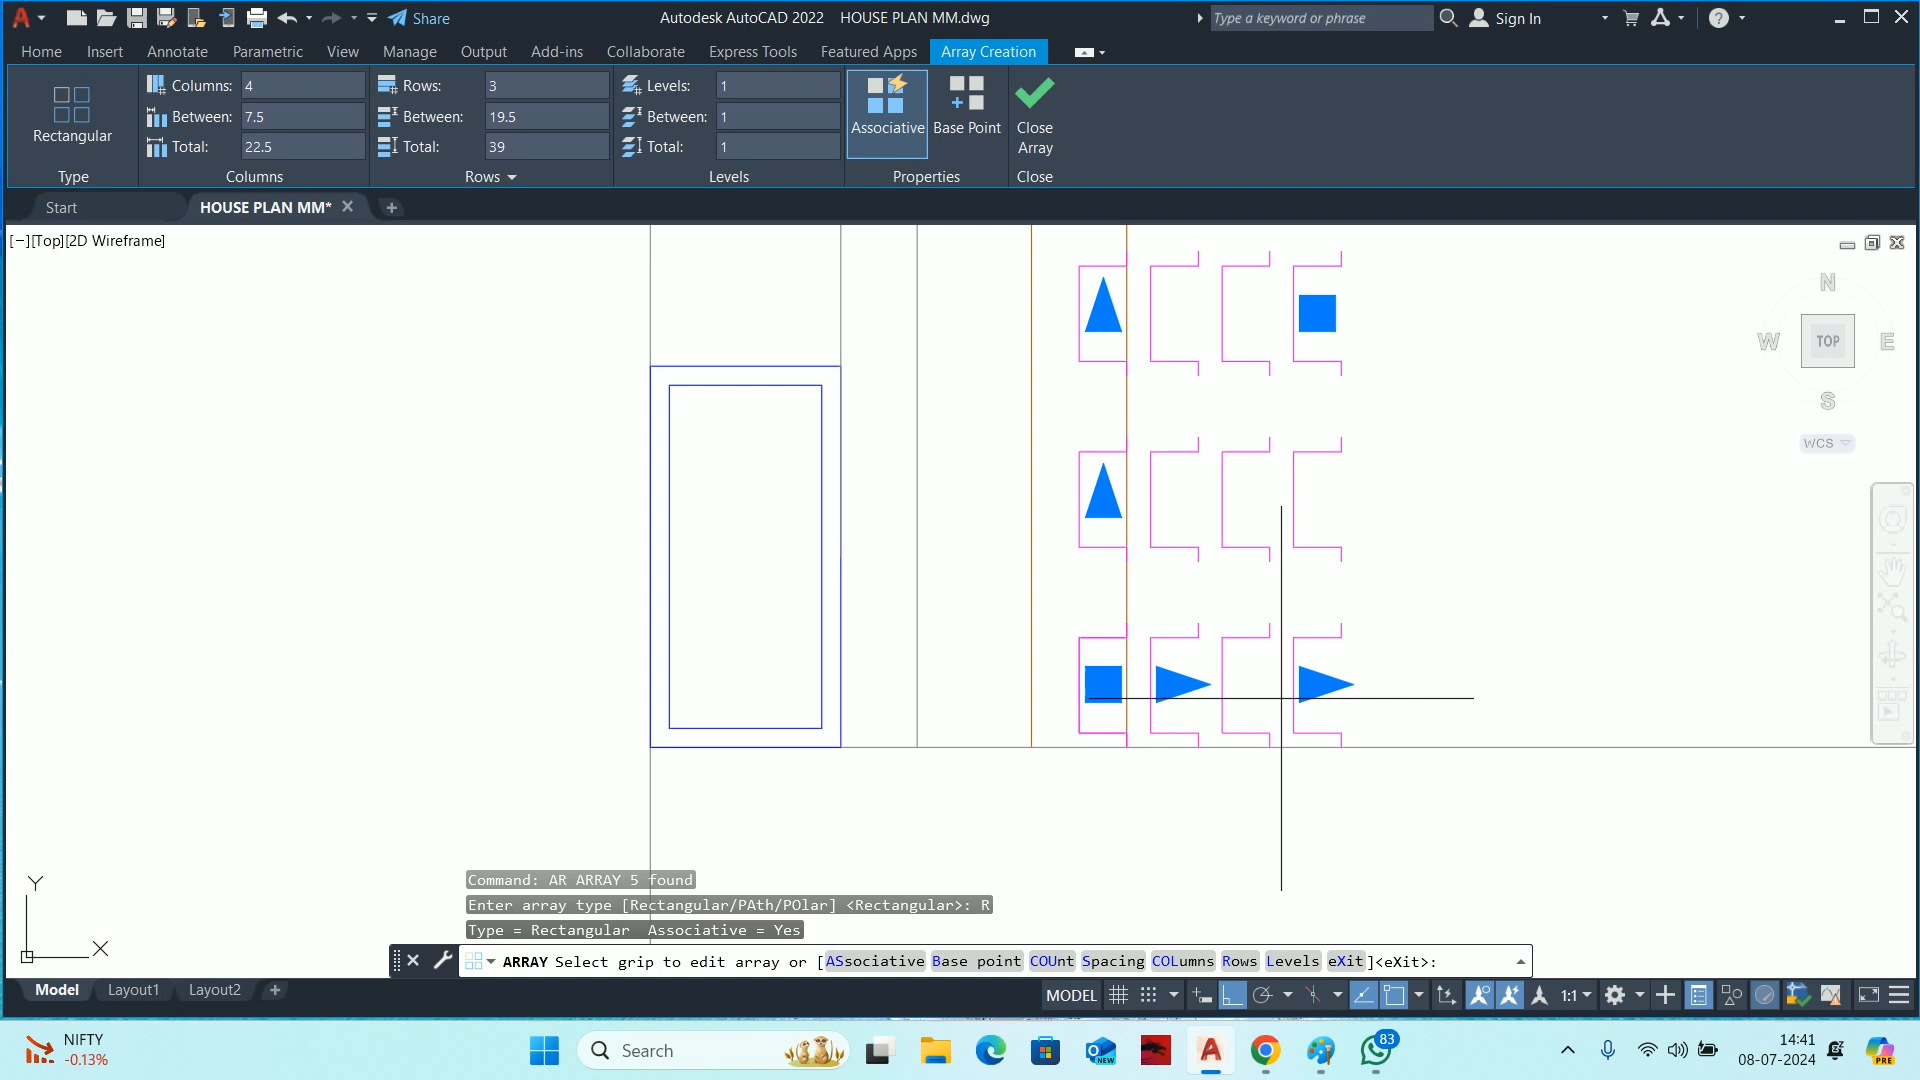 Share
Autodesk AutoCAD 2022 HOUSE PLAN MM.dwg
Type a keyword or phrase
Sign In
Home Insert Annotate Parametric View Manage Output Add-ins Collaborate Express Tools Featured Apps Array Creation
Columns: 4
Rows: 3
Levels: 1
Between: 7.5
Between: 19.5
Between: 1
Total: 22.5
Total: 39
Total: 1
Rectangular
Associative
Base Point
Close Array
Type
Columns
Rows
Levels
Properties
Close
Start
HOUSE PLAN MM*
[−][Top][2D Wireframe]
N
W
TOP
E
S
WCS
Y
X
Command: AR ARRAY 5 found
Enter array type [Rectangular/PAth/POlar] <Rectangular>: R
Type = Rectangular Associative = Yes
ARRAY Select grip to edit array or [ASsociative Base point COUnt Spacing COLumns Rows Levels eXit]<eXit>:
Model Layout1 Layout2
MODEL
1:1
NIFTY
-0.13%
Search
NEW
83
14:41
08-07-2024
PRE